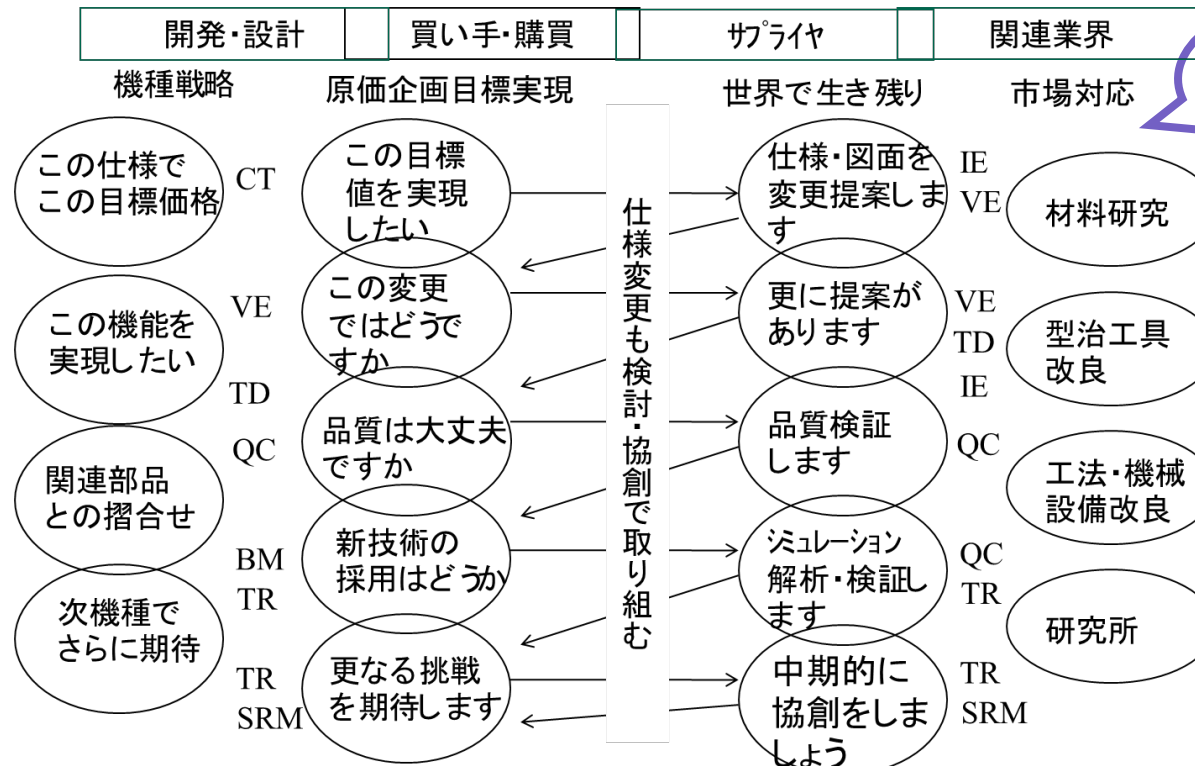 開発・設計
買い手・購買
ｻﾌﾟﾗｲﾔ
関連業界
機種戦略
原価企画目標実現
世界で生き残り
市場対応
この仕様で
この目標価格
この機能を
実現したい
関連部品
との摺合せ
次機種で
さらに期待
CT
VE
TD
QC
BM
TR
TR
SRM
この目標
値を実現
したい
この変更
ではどうで
すか
品質は大丈夫
ですか
新技術の
採用はどうか
更なる挑戦
を期待します
仕様変更も検討・協創で取り組む
仕様・図面を
変更提案しま
す
更に提案が
あります
品質検証
します
ｼﾐｭﾚｰｼｮﾝ
解析・検証し
ます
中期的に
協創をしま
しょう
IE
VE
VE
TD
IE
QC
QC
TR
TR
SRM
材料研究
型治工具
改良
工法・機械
設備改良
研究所